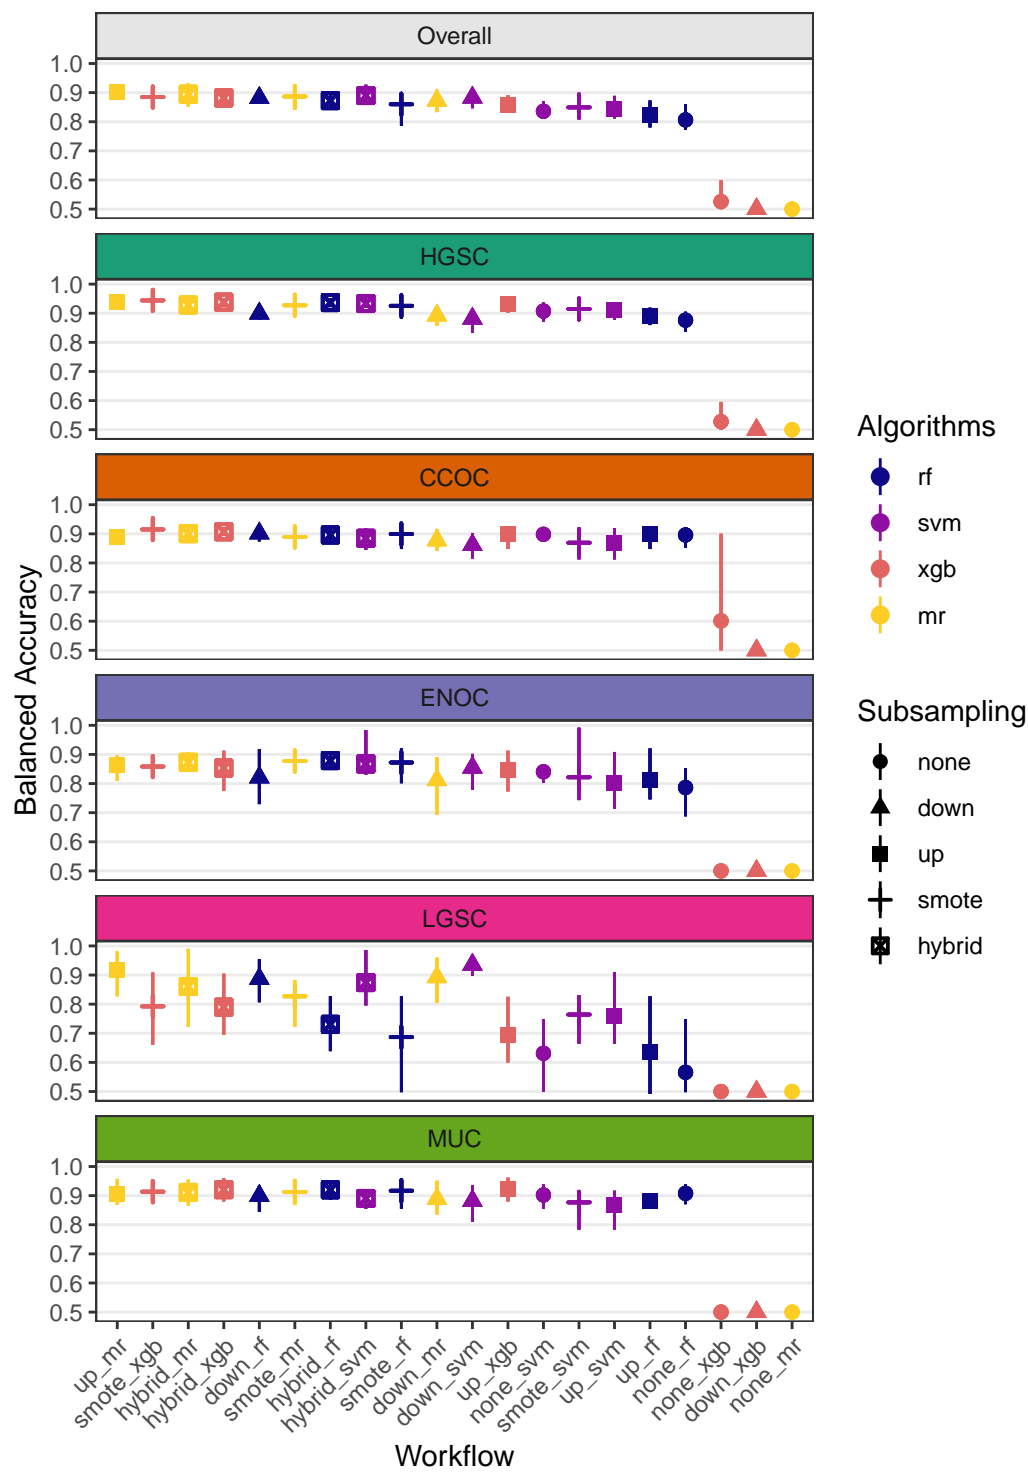 Overall
1.0
0.9
0.8
0.7
0.6
0.5
HGSC
1.0
0.9
0.8
0.7
0.6
0.5
CCOC
1.0
0.9
0.8
0.7
0.6
0.5
ENOC
1.0
0.9
0.8
0.7
0.6
0.5
LGSC
1.0
0.9
0.8
0.7
0.6
0.5
MUC
1.0
0.9
0.8
0.7
0.6
0.5
Balanced Accuracy
up_mr
smote_xgb
hybrid_mr
hybrid_xgb
down_rf
smote_mr
hybrid_rf
hybrid_svm
smote_rf
down_mr
down_svm
up_xgb
none_svm
smote_svm
up_svm
up_rf
none_rf
none_xgb
down_xgb
none_mr
Workflow
Algorithms
rf
svm
xgb
mr
Subsampling
none
down
up
smote
hybrid